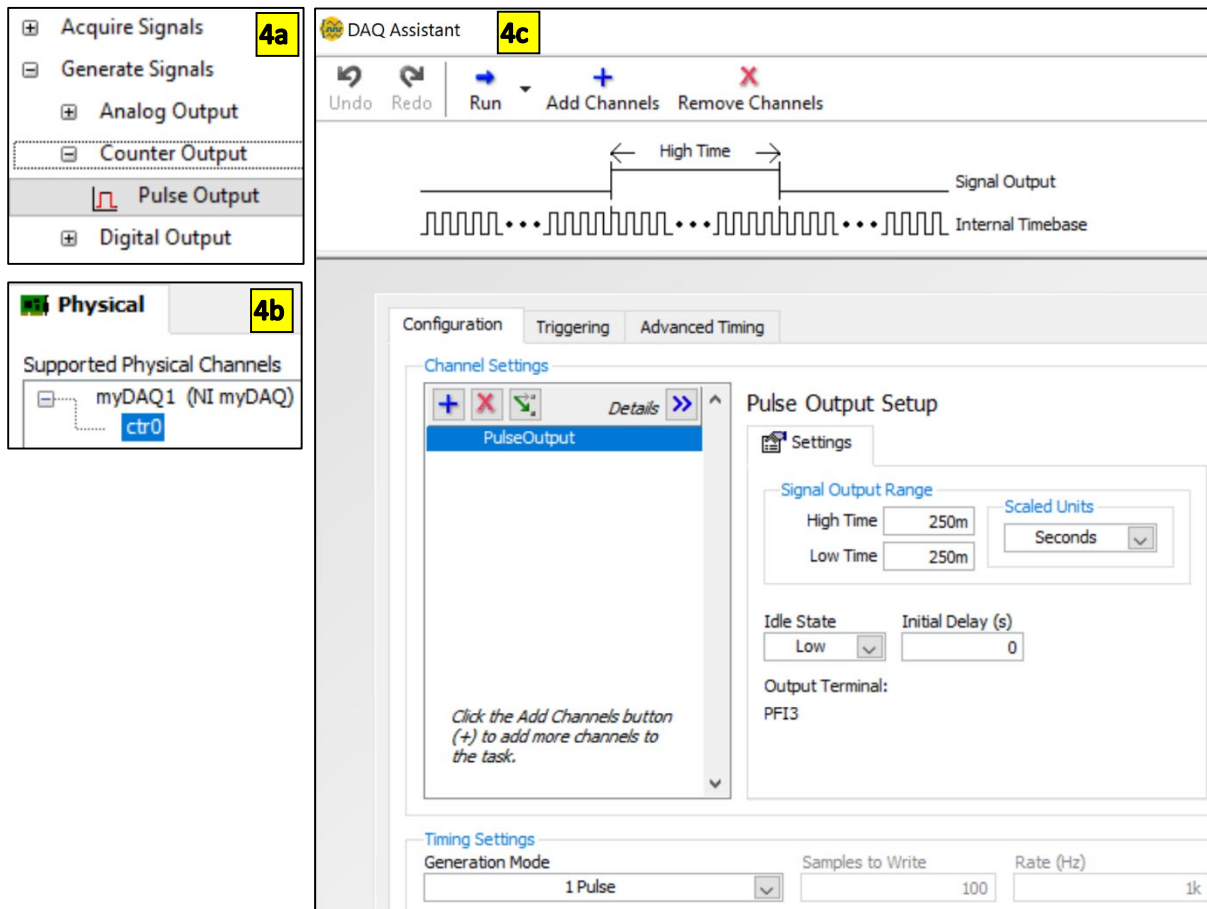 Acquire Signals
4a
Generate Signals
Analog Output
Counter Output
Pulse Output
Digital Output
Physical
4b
Supported Physical Channels
myDAQ1 (NI myDAQ)
ctr0
DAQ Assistant
4c
Undo Redo Run Add Channels Remove Channels
High Time
Signal Output
Internal Timebase
Configuration Triggering Advanced Timing
Channel Settings
Details
PulseOutput
Click the Add Channels button
(+) to add more channels to
the task.
Pulse Output Setup
Settings
Signal Output Range
High Time 250m
Low Time 250m
Scaled Units
Seconds
Idle State Initial Delay (s)
Low 0
Output Terminal:
PFI3
Timing Settings
Generation Mode Samples to Write Rate (Hz)
1 Pulse 100 1k